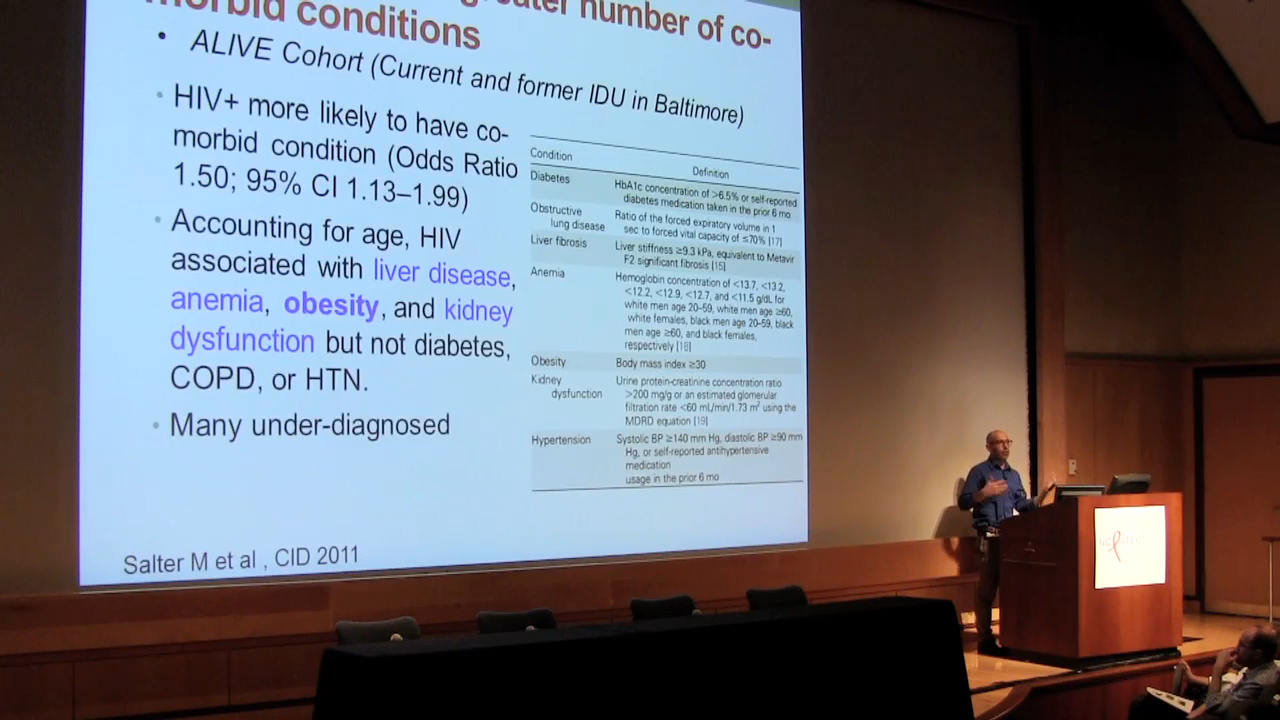 greater number of co-
morbid conditions
• ALIVE Cohort (Current and former IDU in Baltimore)
• HIV+ more likely to have co-
morbid condition (Odds Ratio
1.50; 95% CI 1.13–1.99)
• Accounting for age, HIV
associated with liver disease,
anemia, obesity, and kidney
dysfunction but not diabetes,
COPD, or HTN.
• Many under-diagnosed
Condition Definition
Diabetes HbA1c concentration of >6.5% or self-reported
diabetes medication taken in the prior 6 mo
Obstructive Ratio of the forced expiratory volume in 1
lung disease sec to forced vital capacity of ≤70% [17]
Liver fibrosis Liver stiffness ≥9.3 kPa, equivalent to Metavir
F2 significant fibrosis [15]
Anemia Hemoglobin concentration of <13.7, <13.2,
<12.2, <12.9, <12.7, and <11.5 g/dL for
white men age 20–59, white men age ≥60,
white females, black men age 20–59, black
men age ≥60, and black females,
respectively [18]
Obesity Body mass index ≥30
Kidney Urine protein-creatinine concentration ratio
dysfunction >200 mg/g or an estimated glomerular
filtration rate <60 mL/min/1.73 m² using the
MDRD equation [19]
Hypertension Systolic BP ≥140 mm Hg, diastolic BP ≥90 mm
Hg, or self-reported antihypertensive
medication
usage in the prior 6 mo
Salter M et al , CID 2011